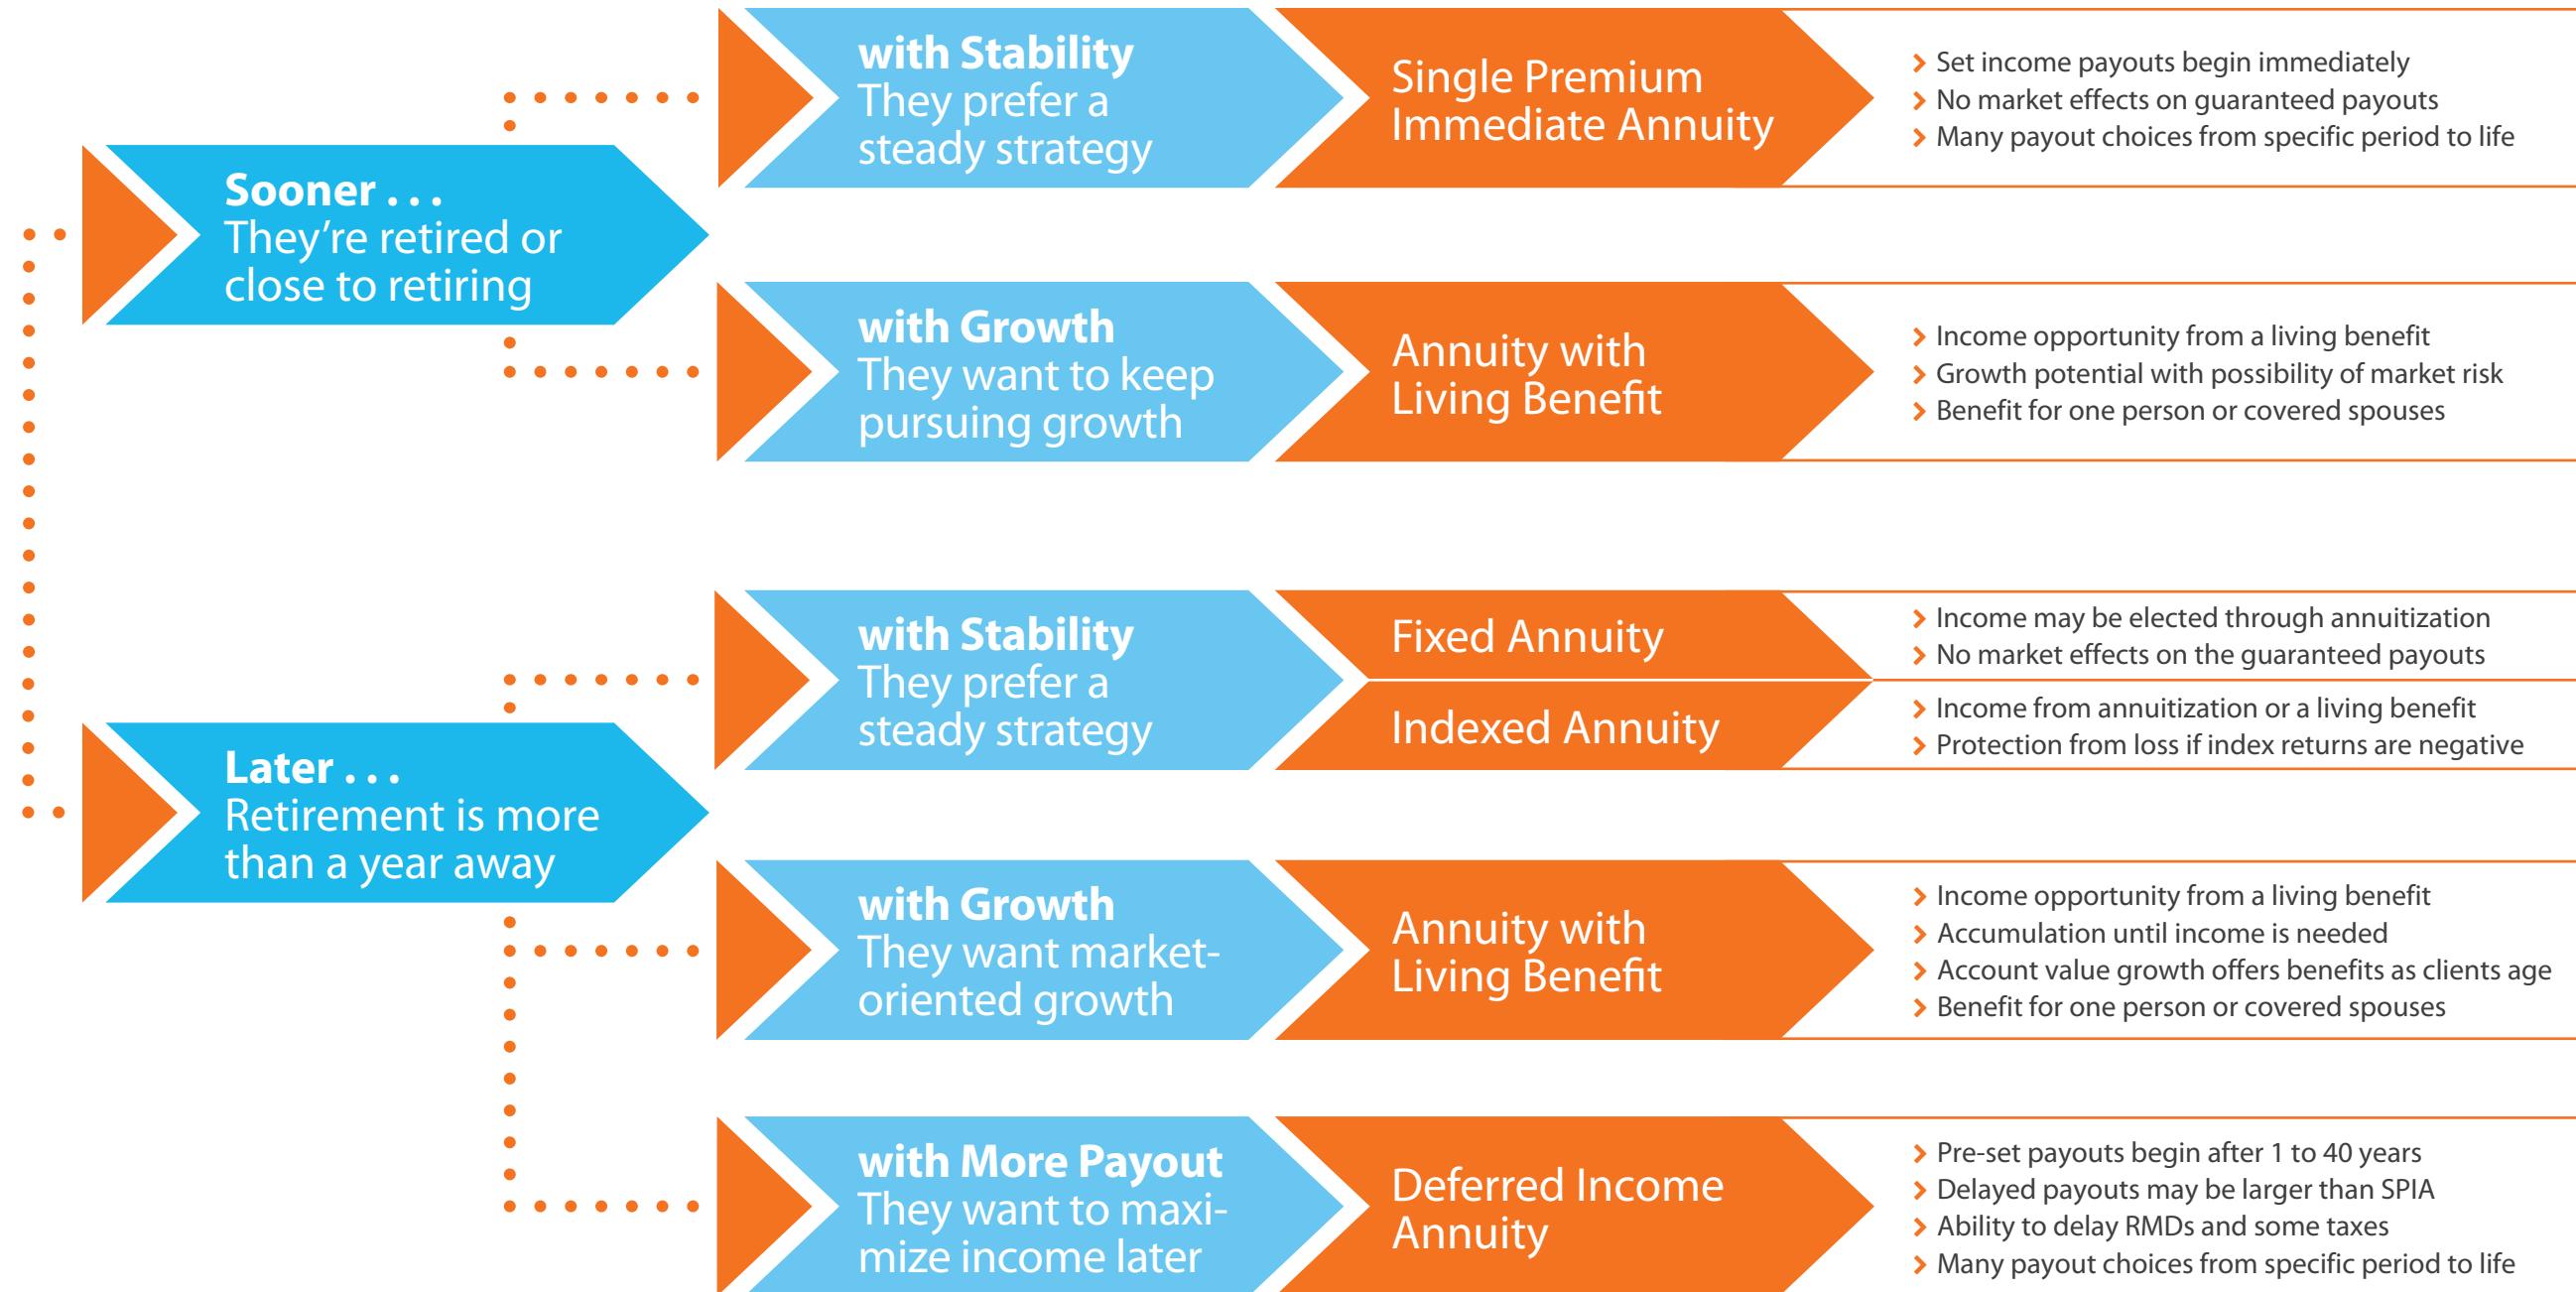 Sooner . . .
They’re retired or
close to retiring
with Stability
They prefer a
steady strategy
Single Premium
Immediate Annuity
Set income payouts begin immediately
No market effects on guaranteed payouts
Many payout choices from specific period to life
with Growth
They want to keep
pursuing growth
Annuity with
Living Benefit
Income opportunity from a living benefit
Growth potential with possibility of market risk
Benefit for one person or covered spouses
Later . . .
Retirement is more
than a year away
with Stability
They prefer a
steady strategy
Fixed Annuity
Income may be elected through annuitization
No market effects on the guaranteed payouts
Indexed Annuity
Income from annuitization or a living benefit
Protection from loss if index returns are negative
with Growth
They want market-
oriented growth
Annuity with
Living Benefit
Income opportunity from a living benefit
Accumulation until income is needed
Account value growth offers benefits as clients age
Benefit for one person or covered spouses
with More Payout
They want to maxi-
mize income later
Deferred Income
Annuity
Pre-set payouts begin after 1 to 40 years
Delayed payouts may be larger than SPIA
Ability to delay RMDs and some taxes
Many payout choices from specific period to life